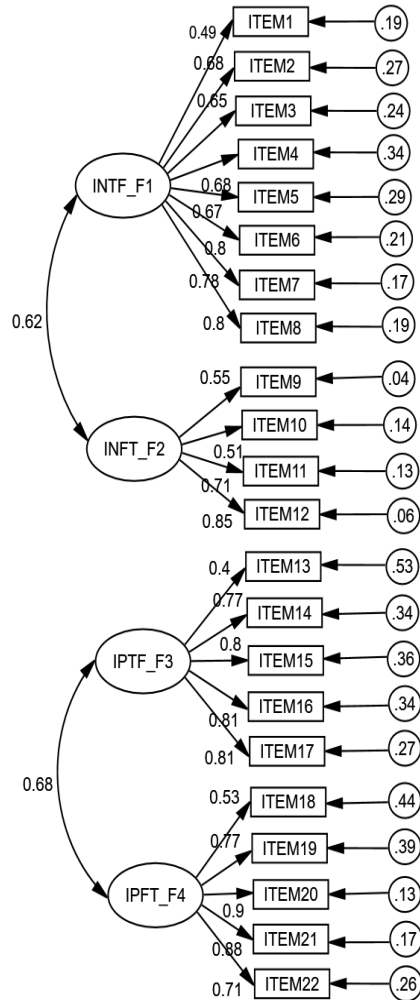 0.49 ITEM1 .19
0.68 ITEM2 .27
0.65 ITEM3 .24
ITEM4 .34
INTF_F1 0.68 ITEM5 .29
0.67 ITEM6 .21
0.8 ITEM7 .17
0.78
0.8 ITEM8 .19
0.62
0.55 ITEM9 .04
ITEM10 .14
INFT_F2 0.51 ITEM11 .13
0.71
0.85 ITEM12 .06
0.4 ITEM13 .53
0.77 ITEM14 .34
IPTF_F3 0.8 ITEM15 .36
ITEM16 .34
0.81
0.81 ITEM17 .27
0.68
0.53 ITEM18 .44
0.77 ITEM19 .39
IPFT_F4 ITEM20 .13
0.9
ITEM21 .17
0.88
0.71 ITEM22 .26